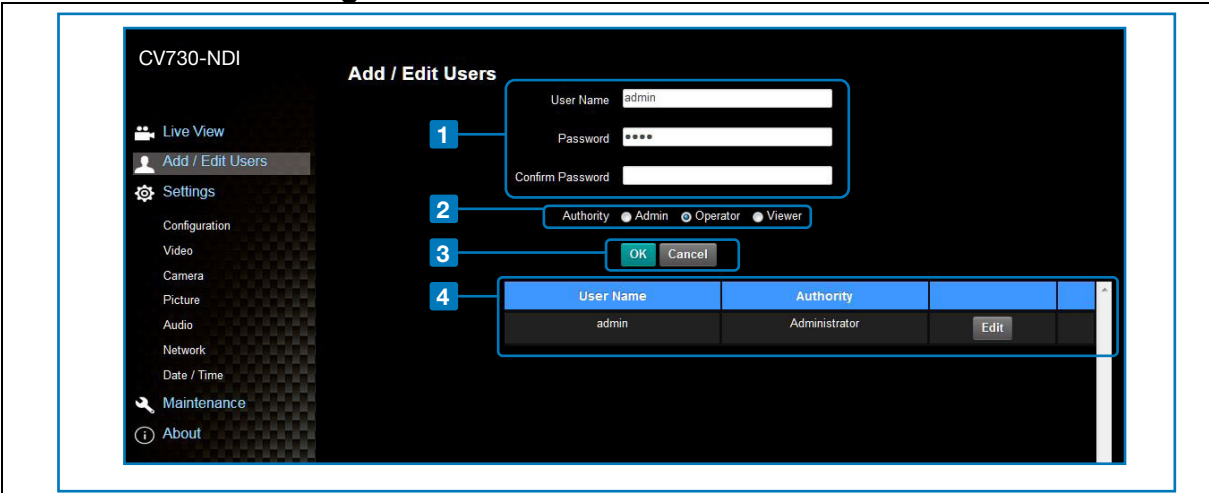 CV730-NDI
Add / Edit Users
User Name admin
1 Password ••••
Confirm Password
2 Authority Admin Operator Viewer
3 OK Cancel
4 User Name Authority
admin Administrator Edit
Live View
Add / Edit Users
Settings
Configuration
Video
Camera
Picture
Audio
Network
Date / Time
Maintenance
About